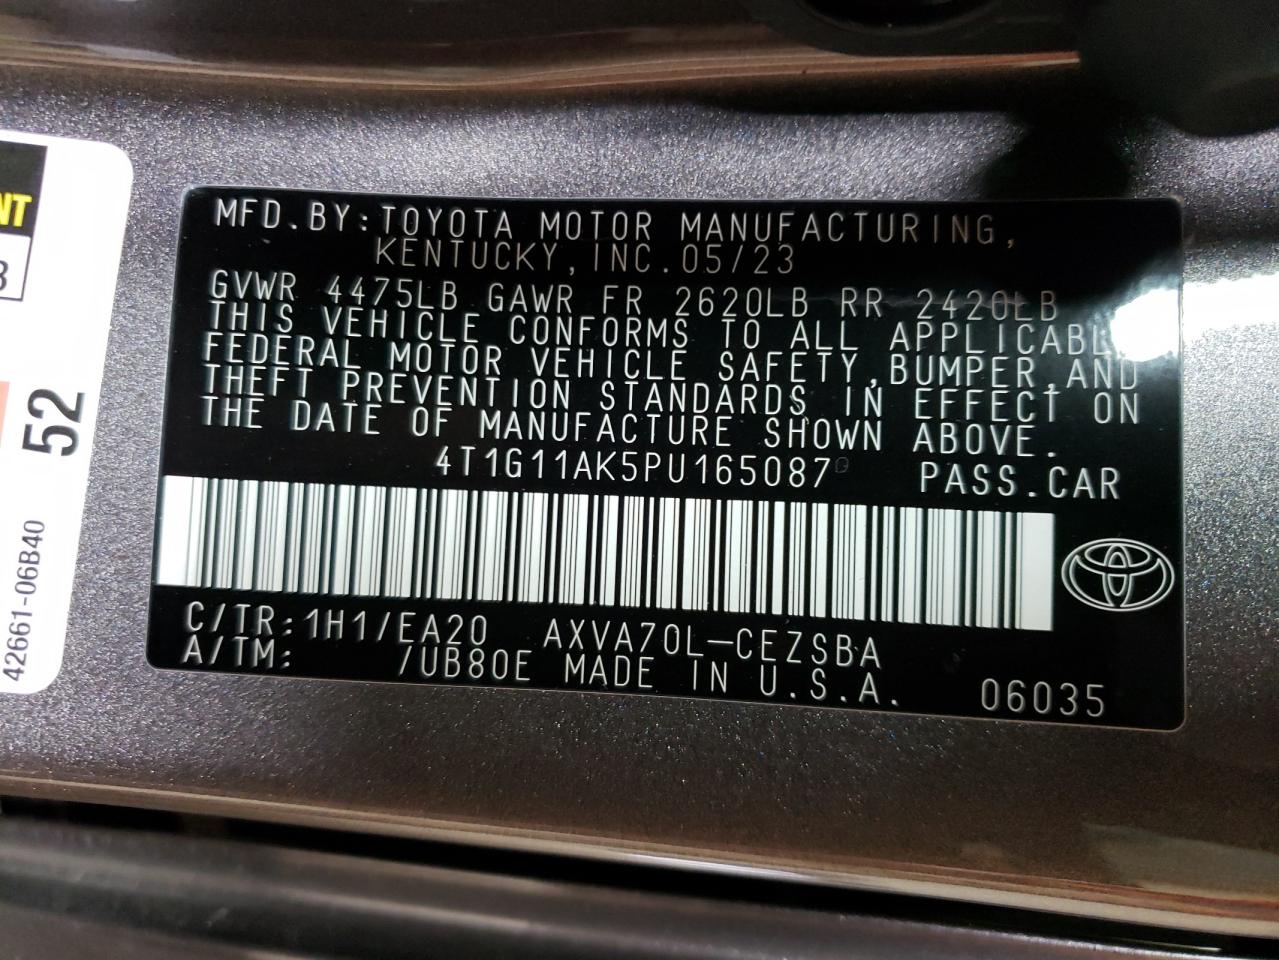 MFD.BY:TOYOTA MOTOR MANUFACTURING,
KENTUCKY,INC.05/23
GVWR 4475LB GAWR FR 2620LB RR 2420LB
THIS VEHICLE CONFORMS TO ALL APPLICABLE
FEDERAL MOTOR VEHICLE SAFETY,BUMPER,AND
THEFT PREVENTION STANDARDS IN EFFECT ON
THE DATE OF MANUFACTURE SHOWN ABOVE.
4T1G11AK5PU165087 PASS.CAR
C/TR:1H1/EA20 AXVA70L-CEZSBA
A/TM: /UB80E MADE IN U.S.A. 06035
NT
52
42661-06B40